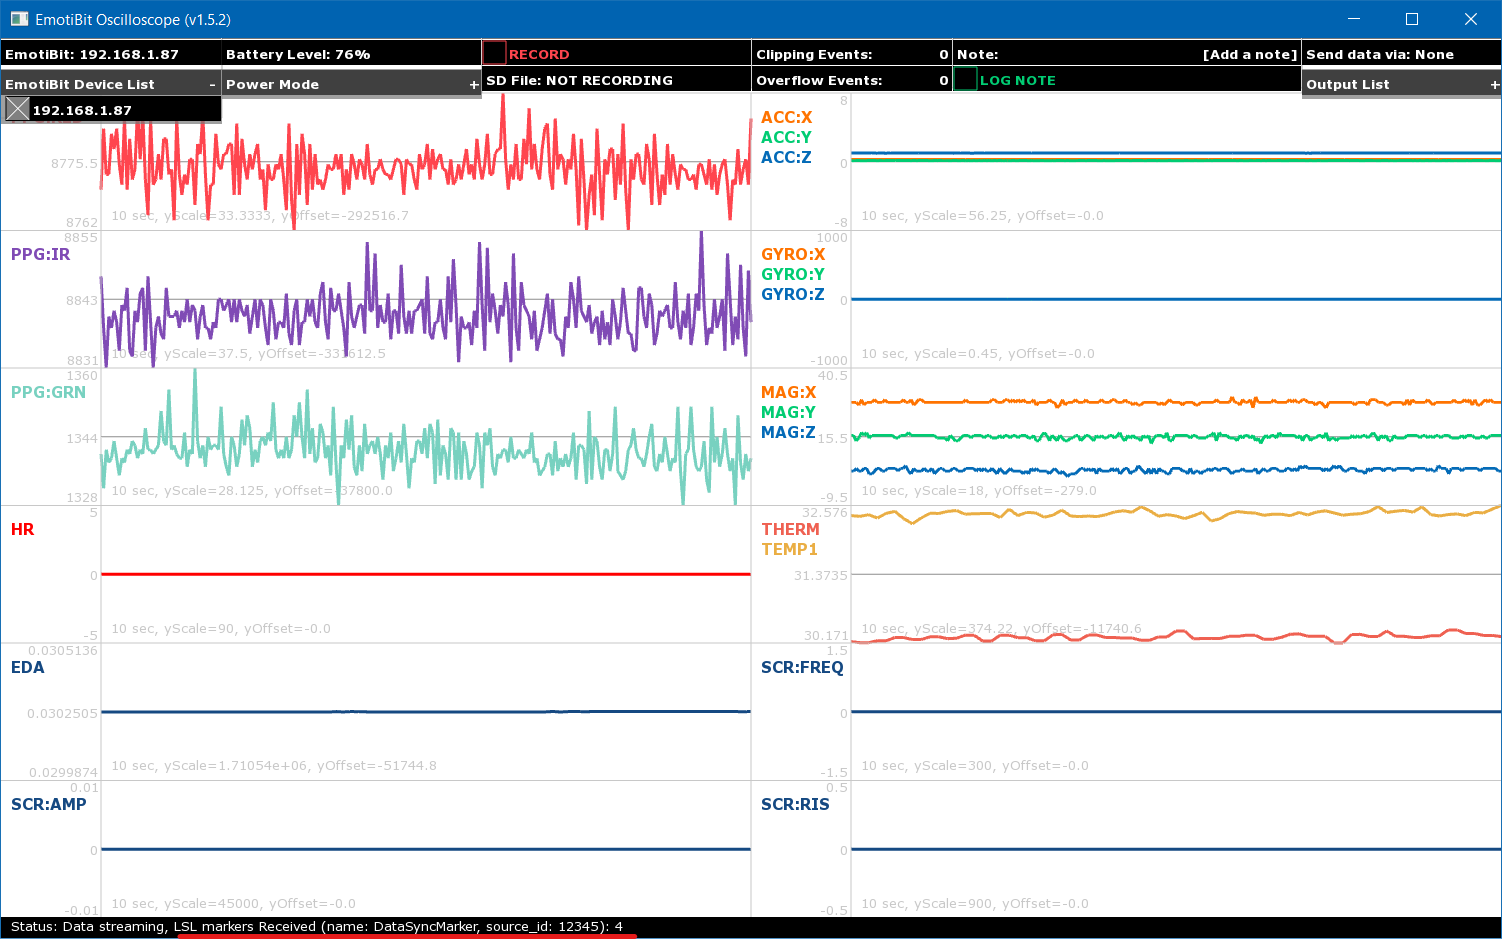 EmotiBit Oscilloscope (v1.5.2)
EmotiBit: 192.168.1.87
Battery Level: 76%
RECORD
Clipping Events: 0
Note: [Add a note]
Send data via: None
EmotiBit Device List -
Power Mode +
SD File: NOT RECORDING
Overflow Events: 0
LOG NOTE
Output List +
192.168.1.87
8775.5
8762
10 sec, yScale=33.3333, yOffset=-292516.7
PPG:IR
8855
8843
8831
10 sec, yScale=37.5, yOffset=-331612.5
PPG:GRN
1360
1344
1328
10 sec, yScale=28.125, yOffset=-37800.0
HR
5
0
-5
10 sec, yScale=90, yOffset=-0.0
EDA
0.0305136
0.0302505
0.0299874
10 sec, yScale=1.71054e+06, yOffset=-51744.8
SCR:AMP
0.01
0
-0.01
10 sec, yScale=45000, yOffset=-0.0
ACC:X
ACC:Y
ACC:Z
8
0
-8
10 sec, yScale=56.25, yOffset=-0.0
GYRO:X
GYRO:Y
GYRO:Z
1000
0
-1000
10 sec, yScale=0.45, yOffset=-0.0
MAG:X
MAG:Y
MAG:Z
40.5
15.5
-9.5
10 sec, yScale=18, yOffset=-279.0
THERM
TEMP1
32.576
31.3735
30.171
10 sec, yScale=374.22, yOffset=-11740.6
SCR:FREQ
1.5
0
-1.5
10 sec, yScale=300, yOffset=-0.0
SCR:RIS
0.5
0
-0.5
10 sec, yScale=900, yOffset=-0.0
Status: Data streaming, LSL markers Received (name: DataSyncMarker, source_id: 12345): 4